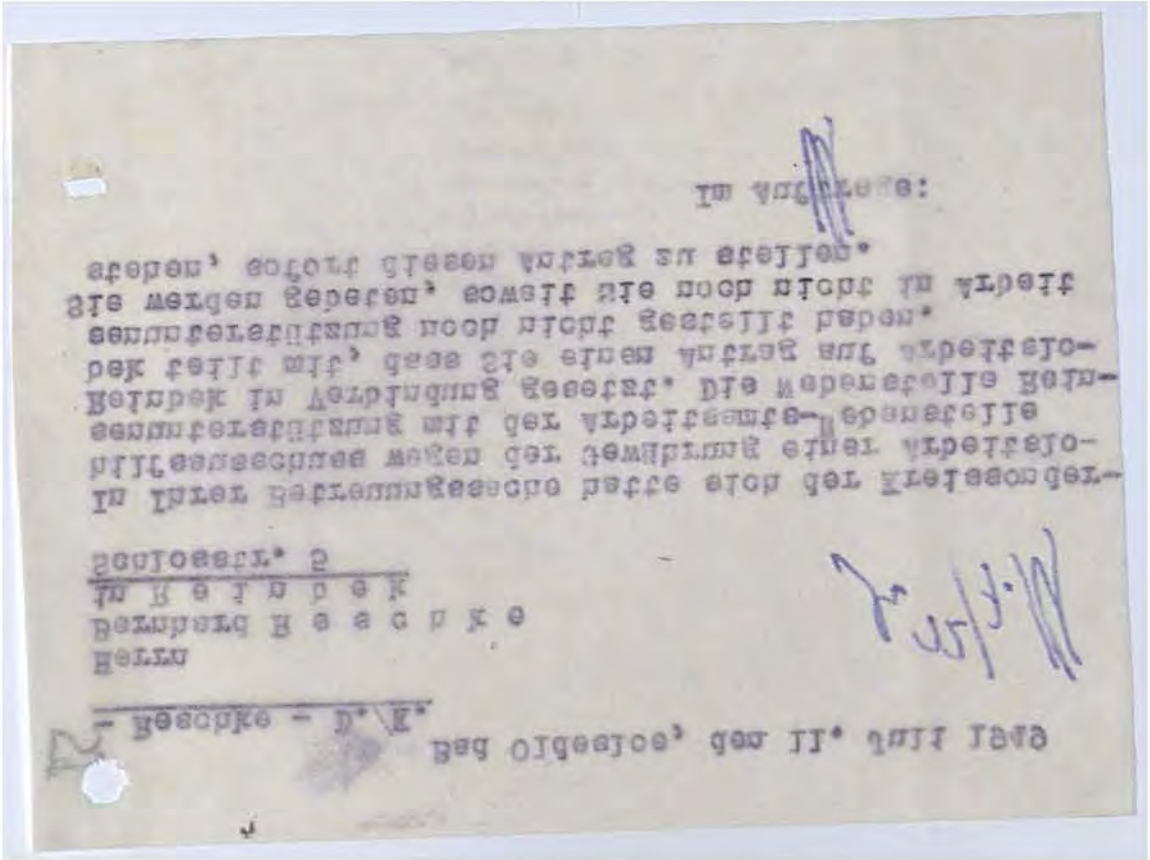 Bad Oldesloe, den 11. Juli 1949
- Reschke - D./K.
Herrn
Bernhard R e s c h k e
in R e i n b e k
Schlosstr. 5
In Ihrer Betreuungssache hatte sich der Kreissonder-
hilfsausschuss wegen der Gewährung einer Arbeitslo-
senunterstützung mit der Arbeitsamts-Nebenstelle
Reinbek in Verbindung gesetzt. Die Nebenstelle Rein-
bek teilt mit, dass Sie einen Antrag auf Arbeitslo-
senunterstützung noch nicht gestellt haben.
Sie werden gebeten, soweit Sie noch nicht in Arbeit
stehen, sofort diesen Antrag zu stellen.
Im Auftrage: